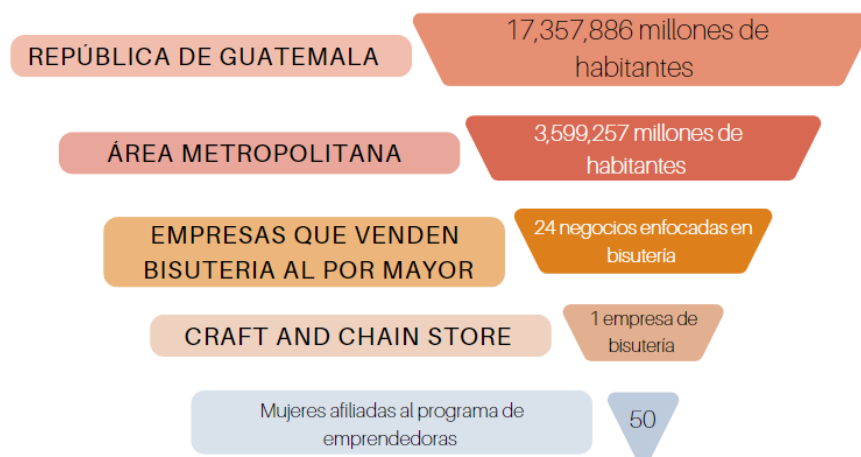 REPÚBLICA DE GUATEMALA
17,357,886 millones de
habitantes
ÁREA METROPOLITANA
3,599,257 millones de
habitantes
EMPRESAS QUE VENDEN
BISUTERIA AL POR MAYOR
24 negocios enfocadas en
bisutería
CRAFT AND CHAIN STORE
1 empresa de
bisutería
Mujeres afiliadas al programa de
emprendedoras
50